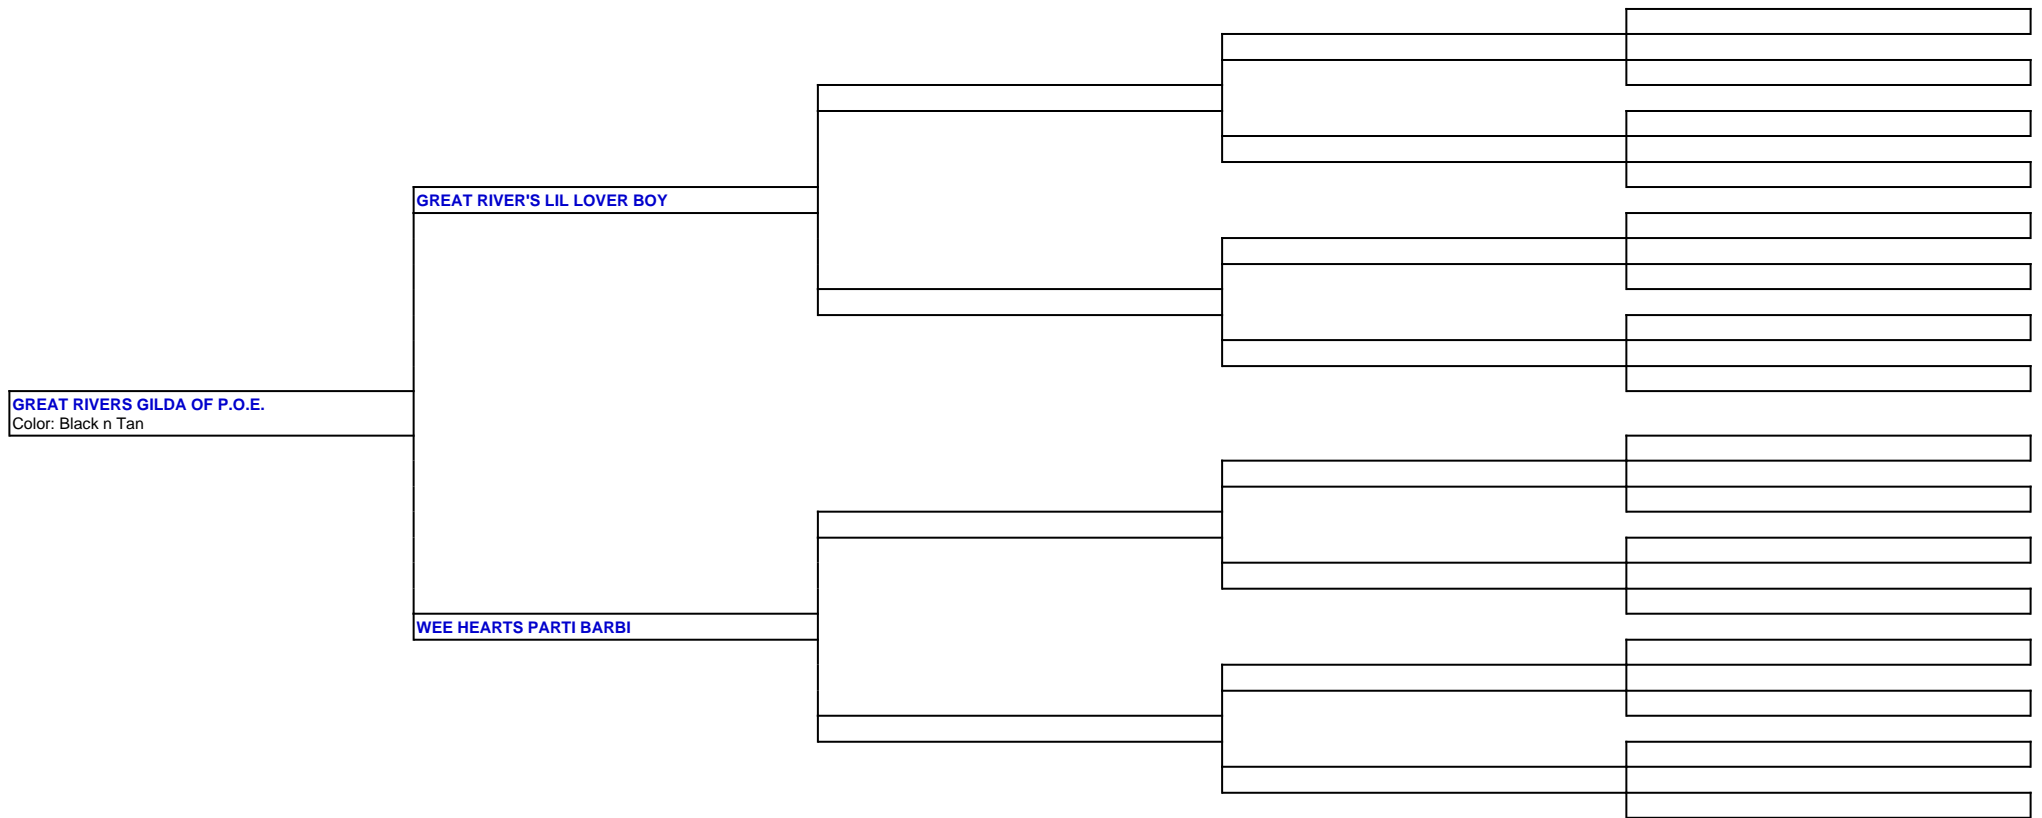 GREAT RIVER'S LIL LOVER BOY
GREAT RIVERS GILDA OF P.O.E.
Color: Black n Tan
WEE HEARTS PARTI BARBI